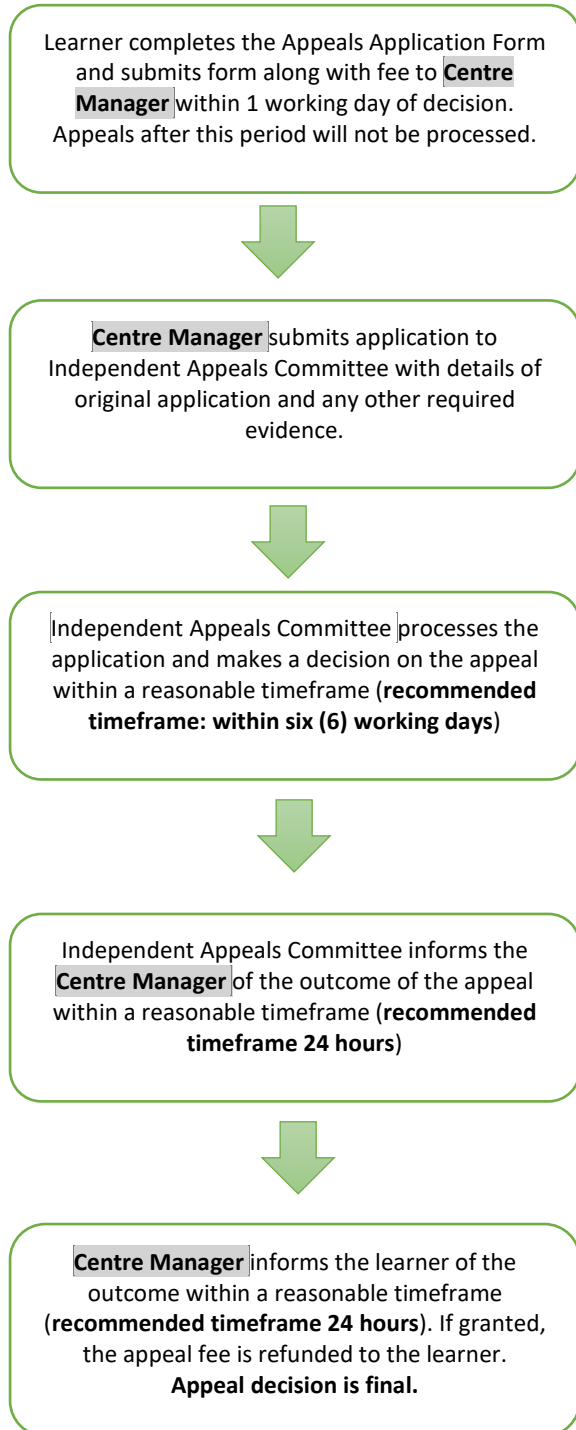 Learner completes the Appeals Application Form
and submits form along with fee to Centre
Manager within 1 working day of decision.
Appeals after this period will not be processed.
Centre Manager submits application to
Independent Appeals Committee with details of
original application and any other required
evidence.
Independent Appeals Committee processes the
application and makes a decision on the appeal
within a reasonable timeframe (recommended
timeframe: within six (6) working days)
Independent Appeals Committee informs the
Centre Manager of the outcome of the appeal
within a reasonable timeframe (recommended
timeframe 24 hours)
Centre Manager informs the learner of the
outcome within a reasonable timeframe
(recommended timeframe 24 hours). If granted,
the appeal fee is refunded to the learner.
Appeal decision is final.